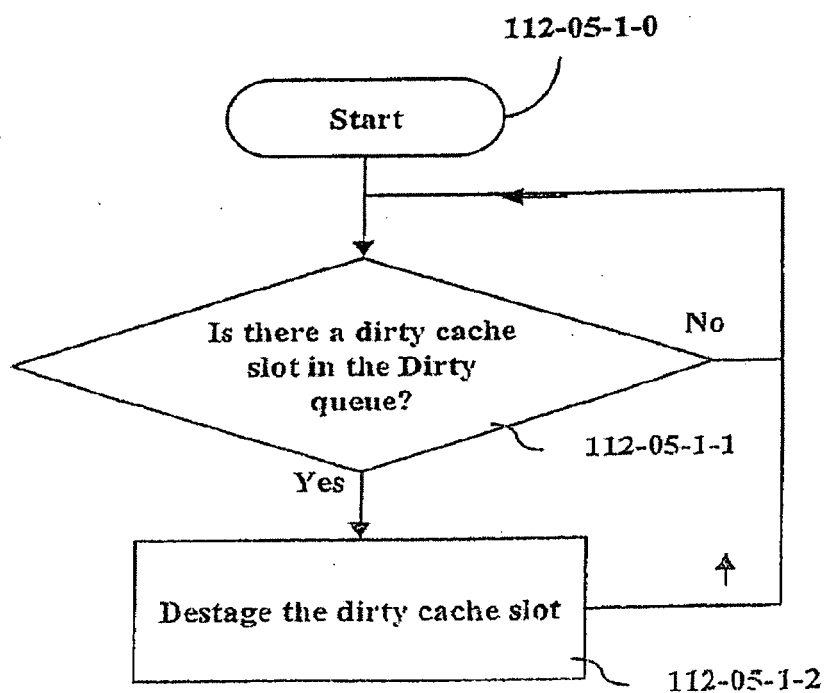 112-05-1-0
Start
Is there a dirty cache
slot in the Dirty
queue?
No
112-05-1-1
Yes
Destage the dirty cache slot
112-05-1-2